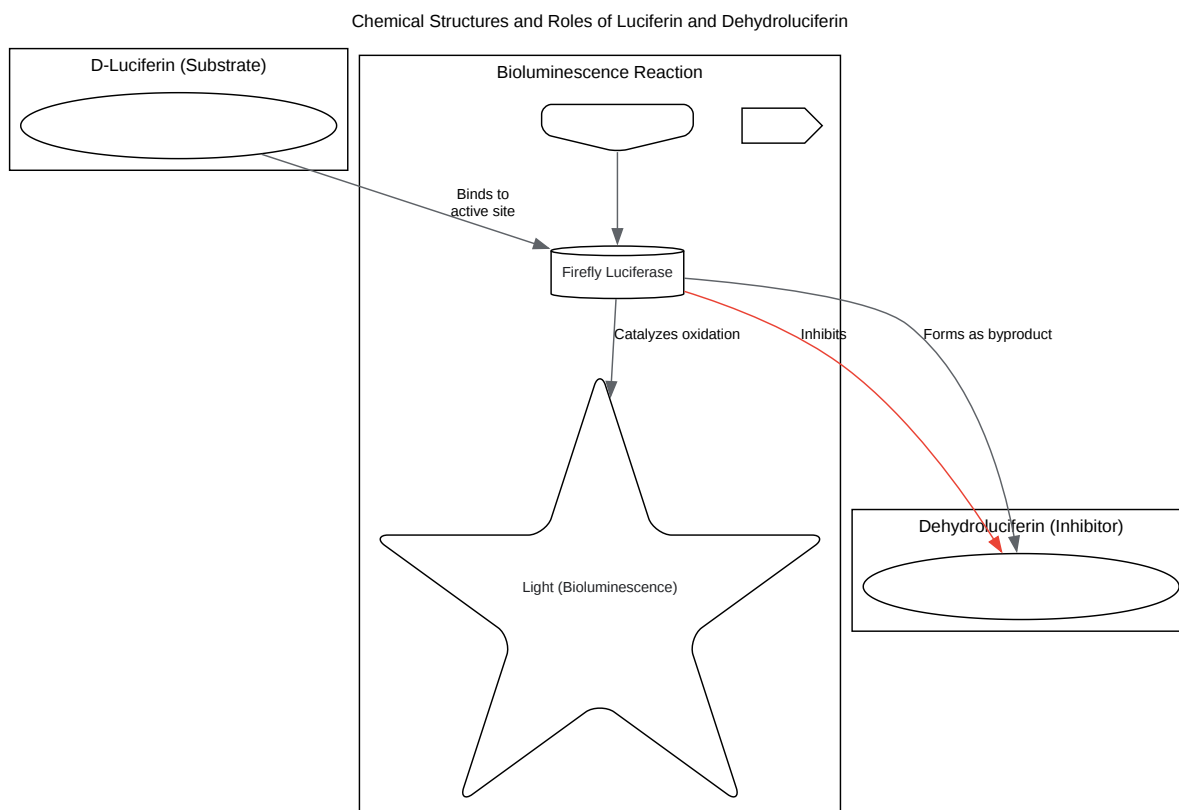 Chemical Structures and Roles of Luciferin and Dehydroluciferin
D-Luciferin (Substrate)
Bioluminescence Reaction
Binds to
active site
Firefly Luciferase
Catalyzes oxidation
Inhibits
Forms as byproduct
Dehydroluciferin (Inhibitor)
Light (Bioluminescence)